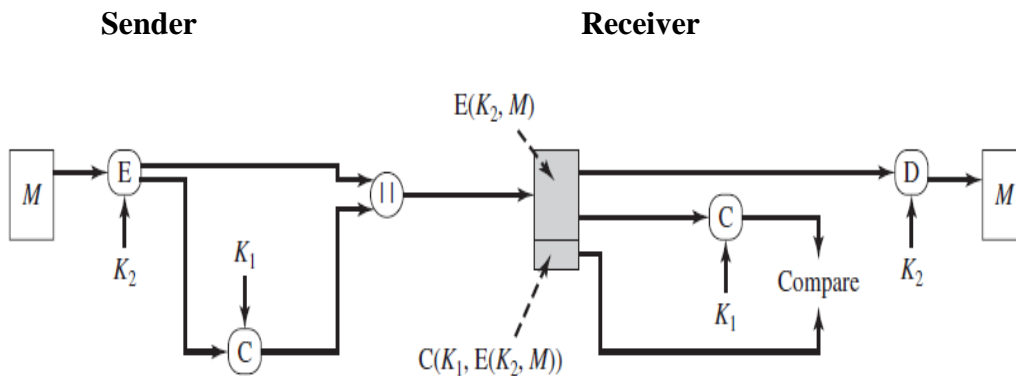 Sender
Receiver
E(K₂, M)
M
E
| |
D
M
C
K₂
K₁
C
K₁
Compare
K₂
C
C(K₁, E(K₂, M))